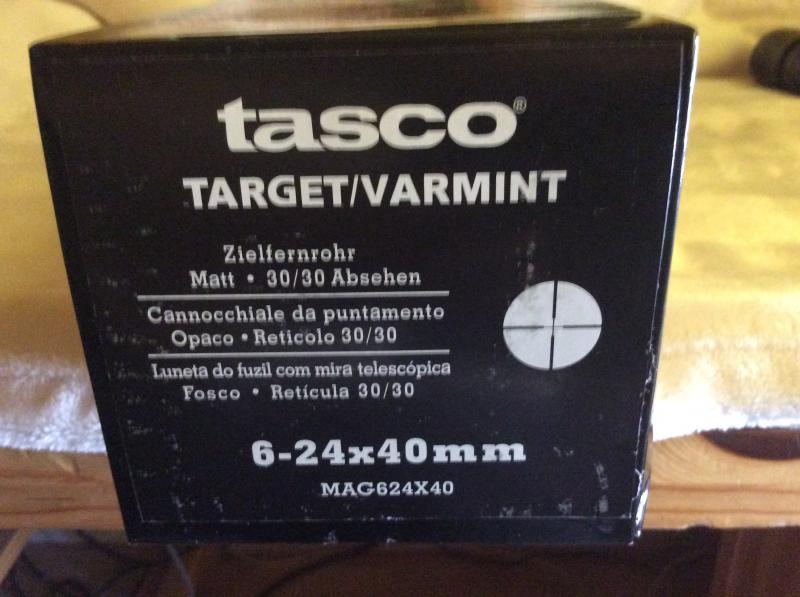 tasco®
TARGET/VARMINT
Zielfernrohr
Matt • 30/30 Absehen
Cannocchiale da puntamento
Opaco • Reticolo 30/30
Luneta do fuzil com mira telescópica
Fosco • Retícula 30/30
6-24x40mm
MAG624X40